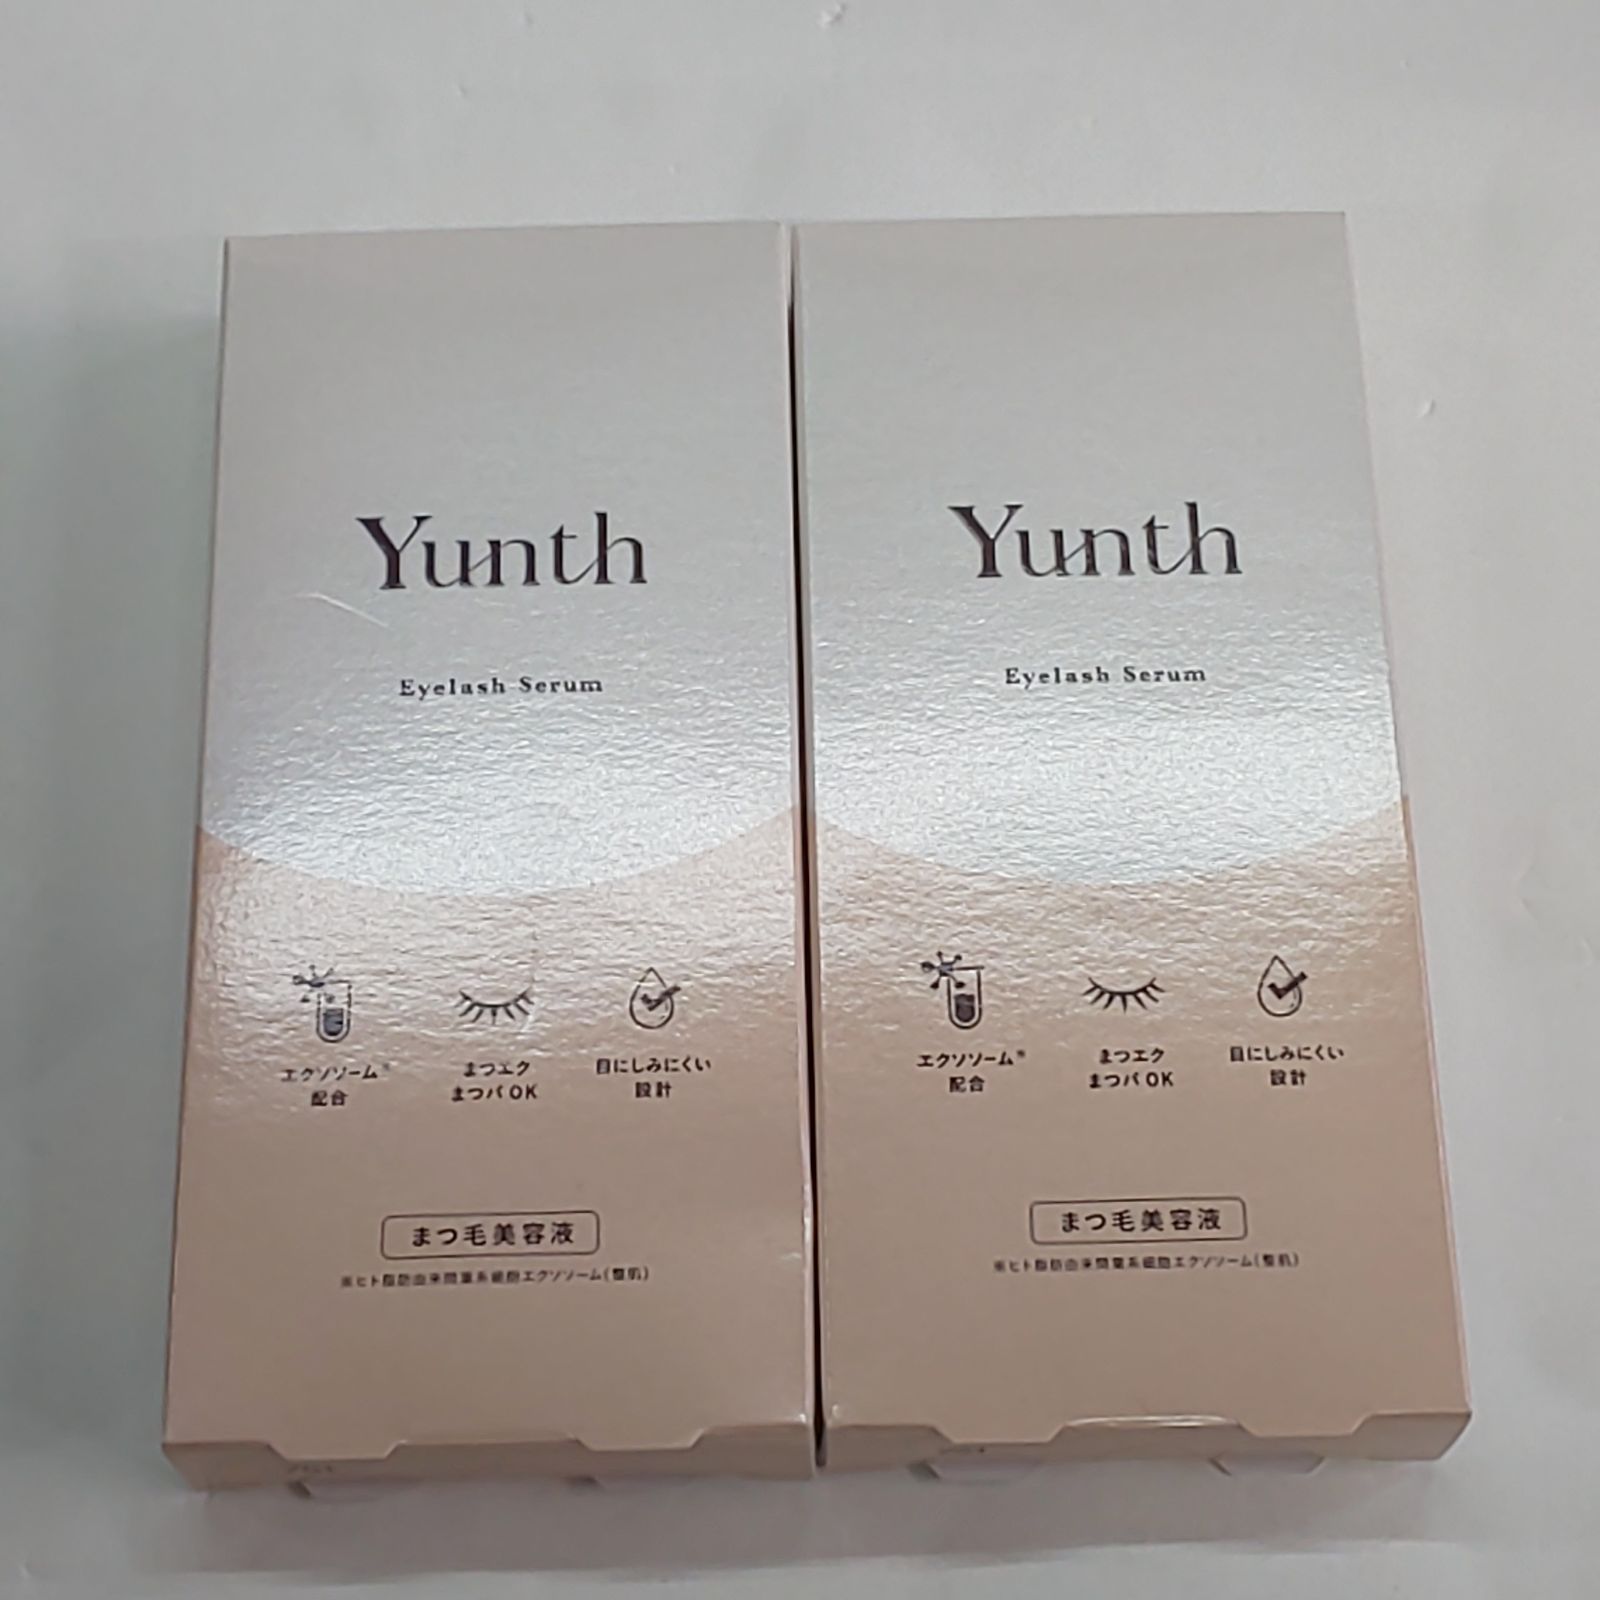 Yunth
Eyelash Serum
エクソソーム※
配合
まつエク
まつパ OK
目にしみにくい
設計
まつ毛美容液
※ヒト脂肪由来間葉系細胞エクソソーム(整肌)
Yunth
Eyelash Serum
エクソソーム※
配合
まつエク
まつパ OK
目にしみにくい
設計
まつ毛美容液
※ヒト脂肪由来間葉系細胞エクソソーム(整肌)